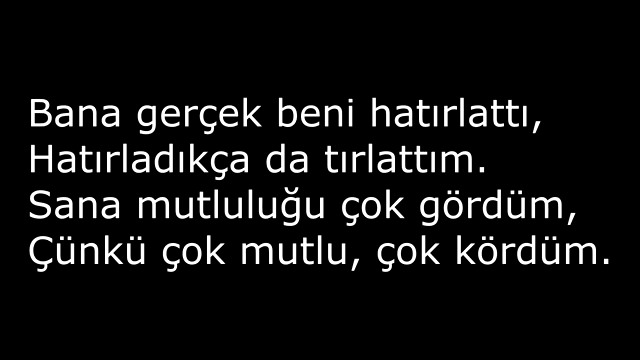 Bana gerçek beni hatırlattı,
Hatırladıkça da tırlattım.
Sana mutluluğu çok gördüm,
Çünkü çok mutlu, çok kördüm.